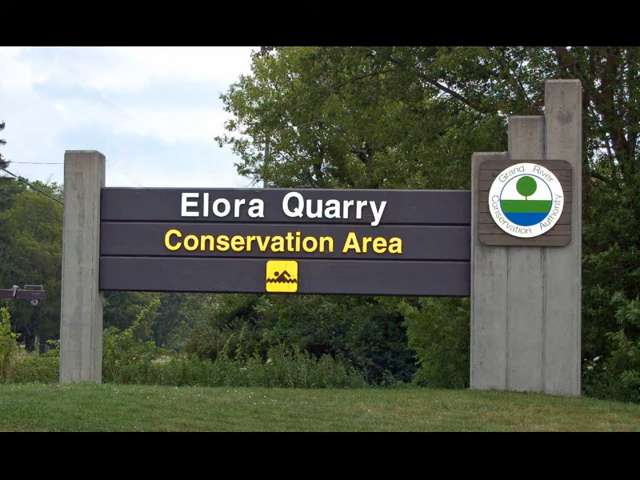 Elora Quarry
Conservation Area
Grand River
Conservation Authority